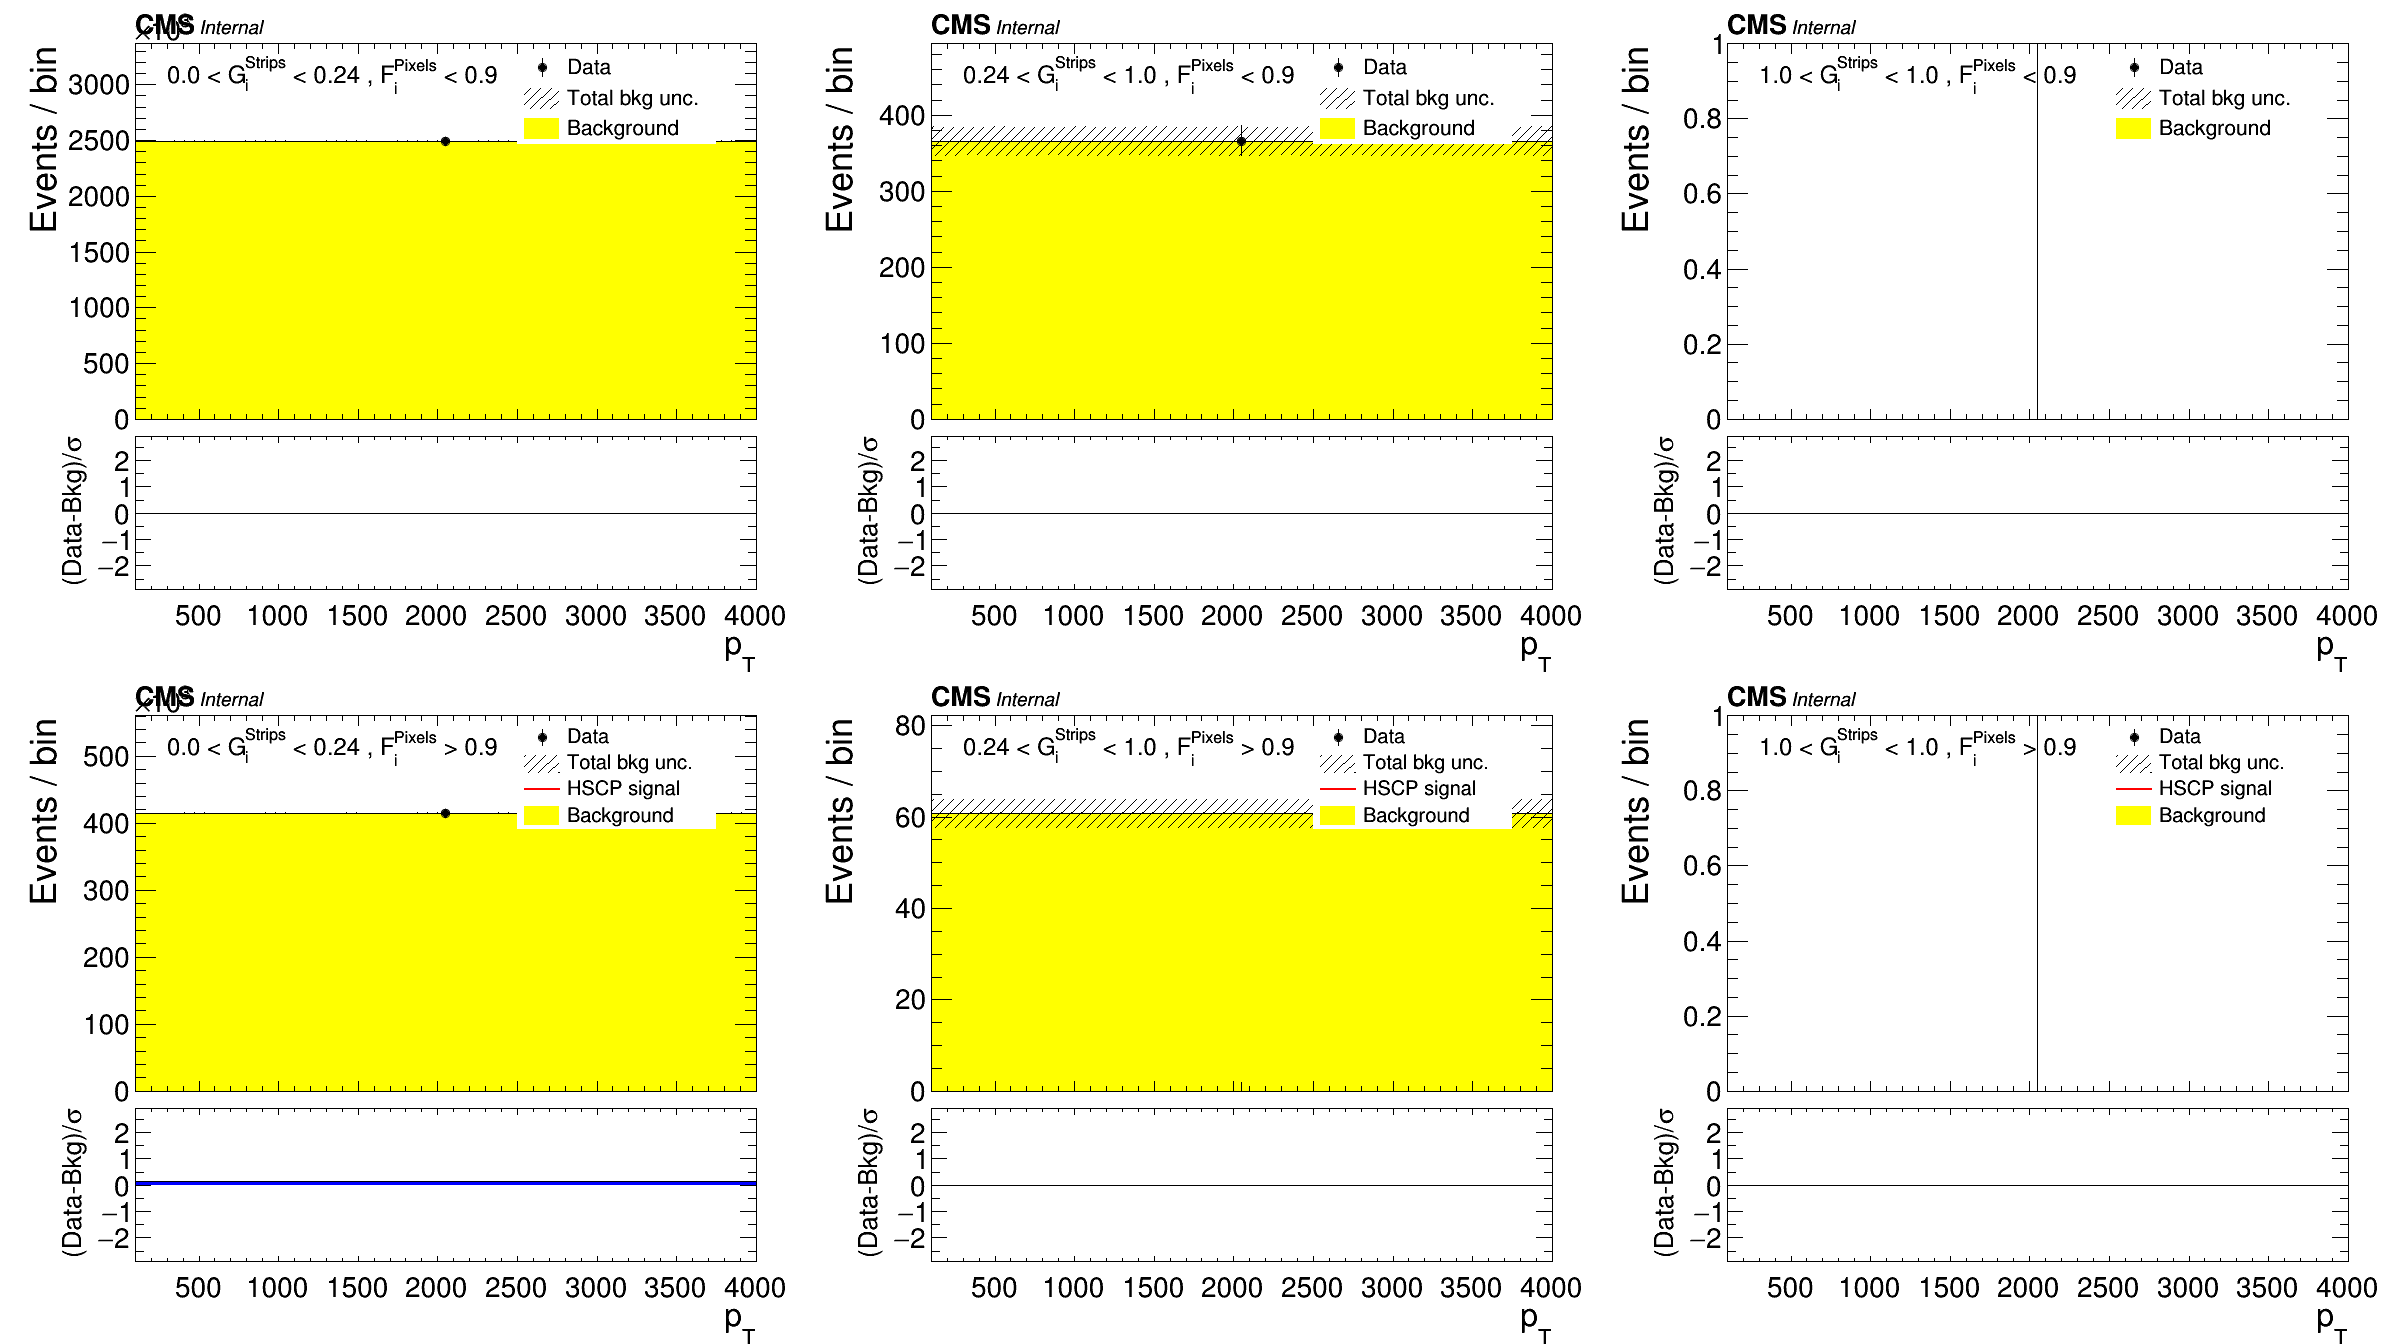 CMS Internal
×10³
Events / bin
0.0 < G_i^Strips < 0.24 , F_i^Pixels < 0.9
Data
Total bkg unc.
Background
3000
2500
2000
1500
1000
500
0
(Data-Bkg)/σ
2
1
0
−1
−2
500 1000 1500 2000 2500 3000 3500 4000
p_T
CMS Internal
Events / bin
0.24 < G_i^Strips < 1.0 , F_i^Pixels < 0.9
Data
Total bkg unc.
Background
400
300
200
100
0
(Data-Bkg)/σ
2
1
0
−1
−2
500 1000 1500 2000 2500 3000 3500 4000
p_T
CMS Internal
Events / bin
1.0 < G_i^Strips < 1.0 , F_i^Pixels < 0.9
Data
Total bkg unc.
Background
1
0.8
0.6
0.4
0.2
0
(Data-Bkg)/σ
2
1
0
−1
−2
500 1000 1500 2000 2500 3000 3500 4000
p_T
CMS Internal
×10³
Events / bin
0.0 < G_i^Strips < 0.24 , F_i^Pixels > 0.9
Data
Total bkg unc.
HSCP signal
Background
500
400
300
200
100
0
(Data-Bkg)/σ
2
1
0
−1
−2
500 1000 1500 2000 2500 3000 3500 4000
p_T
CMS Internal
Events / bin
0.24 < G_i^Strips < 1.0 , F_i^Pixels > 0.9
Data
Total bkg unc.
HSCP signal
Background
80
60
40
20
0
(Data-Bkg)/σ
2
1
0
−1
−2
500 1000 1500 2000 2500 3000 3500 4000
p_T
CMS Internal
Events / bin
1.0 < G_i^Strips < 1.0 , F_i^Pixels > 0.9
Data
Total bkg unc.
HSCP signal
Background
1
0.8
0.6
0.4
0.2
0
(Data-Bkg)/σ
2
1
0
−1
−2
500 1000 1500 2000 2500 3000 3500 4000
p_T